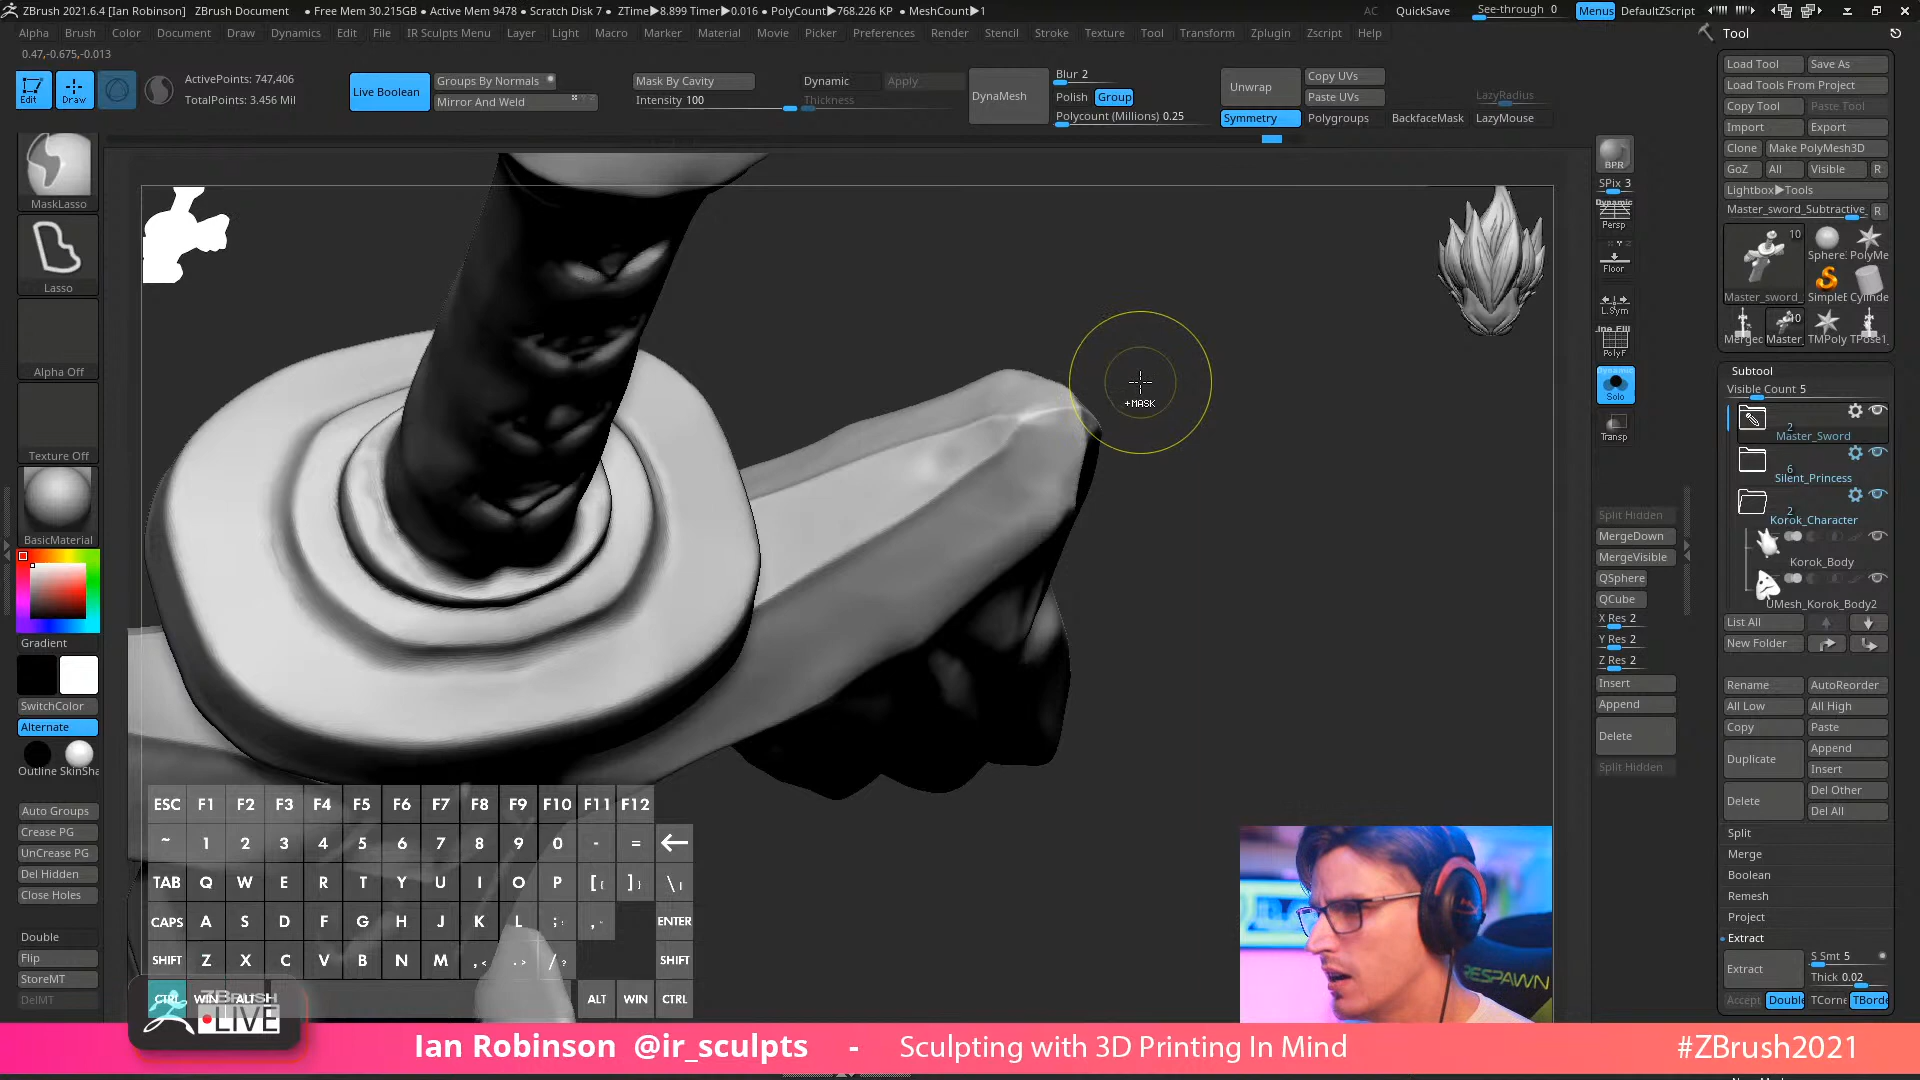 ZBrush 2021.6.4 [Ian Robinson] ZBrush Document • Free Mem 30.215GB • Active Mem 9478 • Scratch Disk 7 • ZTime▶8.899 Timer▶0.016 • PolyCount▶768.226 KP • MeshCount▶1 AC QuickSave See-through 0 Menus DefaultZScript
Alpha Brush Color Document Draw Dynamics Edit File IR Sculpts Menu Layer Light Macro Marker Material Movie Picker Preferences Render Stencil Stroke Texture Tool Transform Zplugin Zscript Help
0.47,-0.675,-0.013
Edit Draw
ActivePoints: 747,406
TotalPoints: 3.456 Mil
Live Boolean
Groups By Normals
Mirror And Weld
Mask By Cavity
Intensity 100
Dynamic Apply
Thickness
DynaMesh
Blur 2
Polish Group
Polycount (Millions) 0.25
Unwrap
Copy UVs
Paste UVs
Symmetry Polygroups BackfaceMask LazyMouse
LazyRadius
MaskLasso
Lasso
Alpha Off
Texture Off
BasicMaterial
Gradient
SwitchColor
Alternate
Outline SkinSha
Auto Groups
Crease PG
UnCrease PG
Del Hidden
Close Holes
Double
Flip
StoreMT
DelMT
+MASK
BPR
SPix 3
Dynamic
Persp
Floor
L.Sym
Line Fill
PolyF
Dynamic
Solo
Transp
Split Hidden
MergeDown
MergeVisible
QSphere
QCube
X Res 2
Y Res 2
Z Res 2
Insert
Append
Delete
Split Hidden
Tool
Load Tool Save As
Load Tools From Project
Copy Tool Paste Tool
Import Export
Clone Make PolyMesh3D
GoZ All Visible R
Lightbox▶Tools
Master_sword_Subtractive_ R
10
Master_sword_ Sphere PolyMe
SimpleB Cylinde
10
Mergec Master_ TMPoly TPose1_
Subtool
Visible Count 5
2
Master_Sword
6
Silent_Princess
2
Korok_Character
Korok_Body
UMesh_Korok_Body2
List All
New Folder
Rename AutoReorder
All Low All High
Copy Paste
Duplicate Append
Insert
Delete Del Other
Del All
Split
Merge
Boolean
Remesh
Project
Extract
Extract S Smt 5
Thick 0.02
Accept Double TCorne TBorde
ESC F1 F2 F3 F4 F5 F6 F7 F8 F9 F10 F11 F12
~ 1 2 3 4 5 6 7 8 9 0 - = ←
TAB Q W E R T Y U I O P [{ ]} \|
CAPS A S D F G H J K L ;: ," ENTER
SHIFT Z X C V B N M ,< .> /? SHIFT
CTRL WIN ALT ALT WIN CTRL
ZBRUSH
LIVE
RESPAWN
Ian Robinson @ir_sculpts - Sculpting with 3D Printing In Mind #ZBrush2021